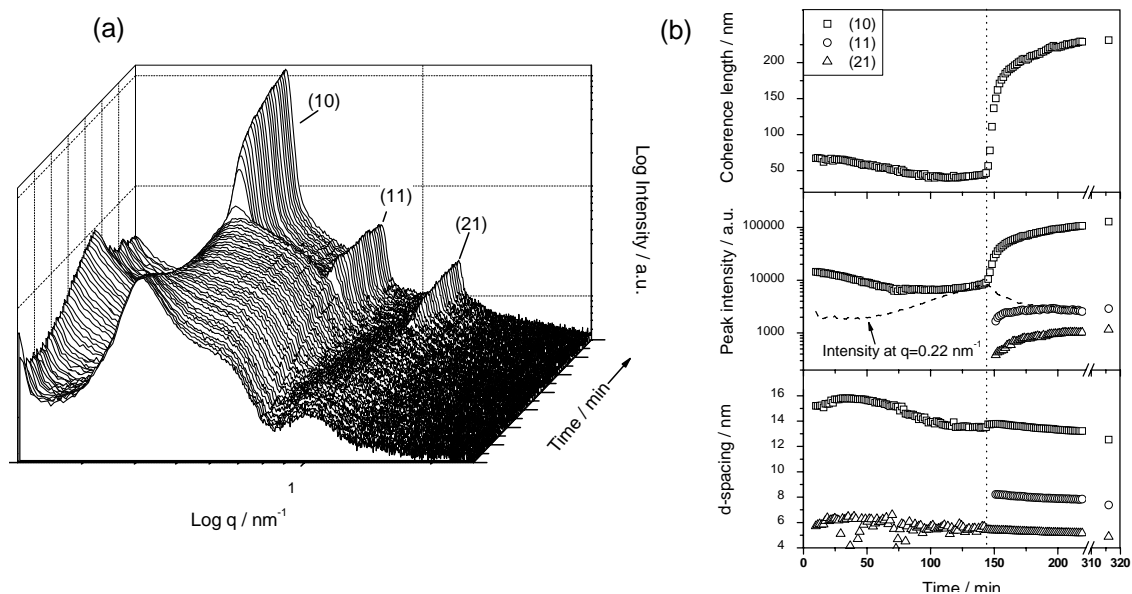 (a)
(10)
(11)
(21)
Log Intensity / a.u.
Time / min
1
Log q / nm⁻¹
(b)
(10)
(11)
(21)
Coherence length / nm
200
150
100
50
Peak intensity / a.u.
100000
10000
1000
Intensity at q=0.22 nm⁻¹
d-spacing / nm
16
14
12
10
8
6
4
0 50 100 150 200 310 320
Time / min